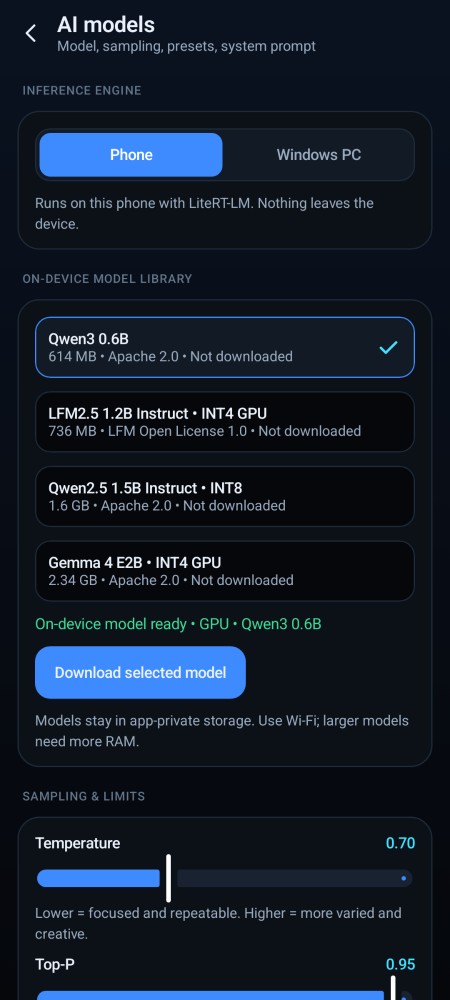 AI models
Model, sampling, presets, system prompt
INFERENCE ENGINE
Phone
Windows PC
Runs on this phone with LiteRT-LM. Nothing leaves the
device.
ON-DEVICE MODEL LIBRARY
Qwen3 0.6B
614 MB • Apache 2.0 • Not downloaded
LFM2.5 1.2B Instruct • INT4 GPU
736 MB • LFM Open License 1.0 • Not downloaded
Qwen2.5 1.5B Instruct • INT8
1.6 GB • Apache 2.0 • Not downloaded
Gemma 4 E2B • INT4 GPU
2.34 GB • Apache 2.0 • Not downloaded
On-device model ready • GPU • Qwen3 0.6B
Download selected model
Models stay in app-private storage. Use Wi-Fi; larger models
need more RAM.
SAMPLING & LIMITS
Temperature
0.70
Lower = focused and repeatable. Higher = more varied and
creative.
Top-P
0.95